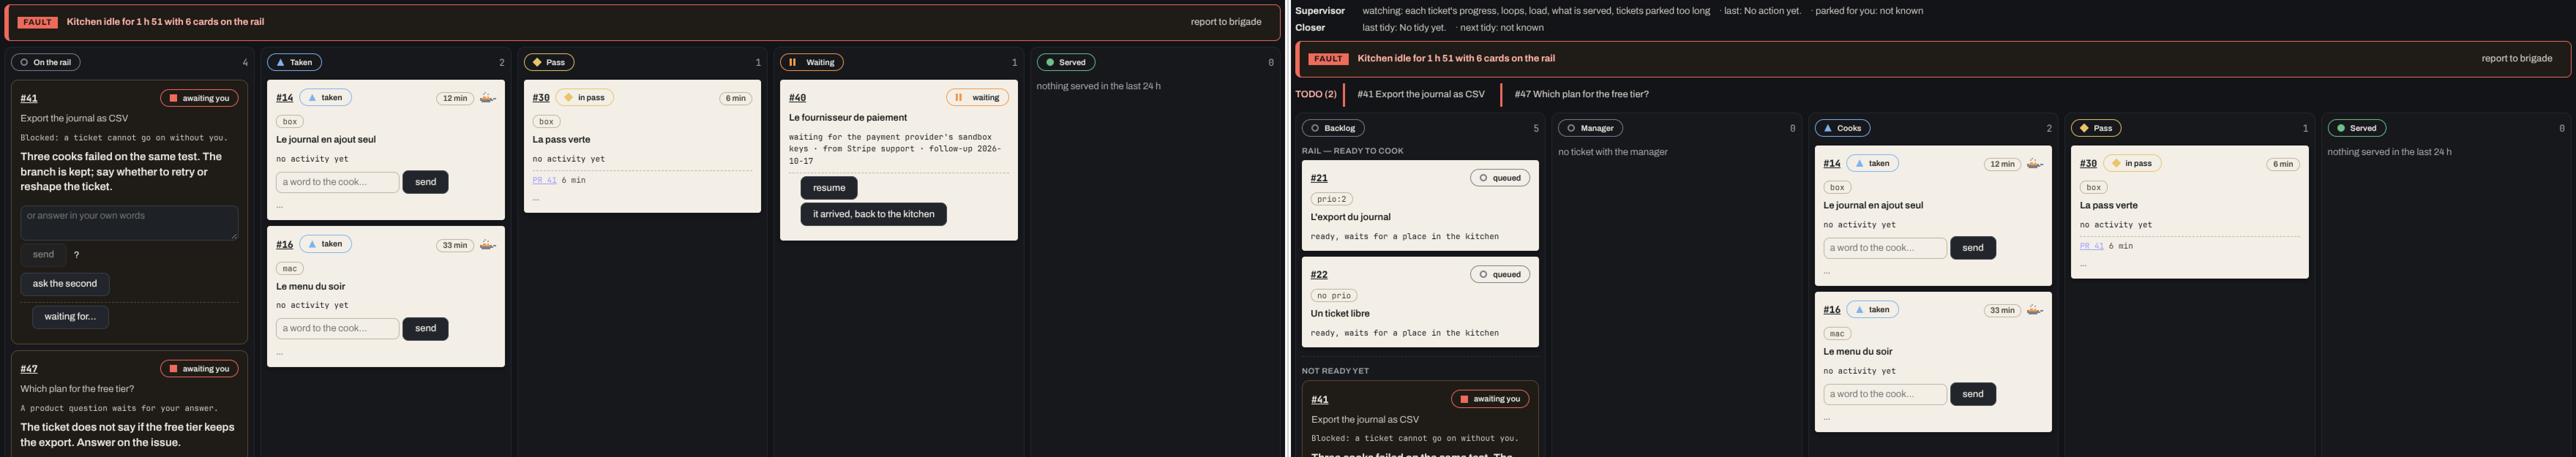 FAULT Kitchen idle for 1 h 51 with 6 cards on the rail report to brigade
On the rail 4
#41 awaiting you
Export the journal as CSV
Blocked: a ticket cannot go on without you.
Three cooks failed on the same test. The
branch is kept; say whether to retry or
reshape the ticket.
or answer in your own words
send ?
ask the second
waiting for...
#47 awaiting you
Which plan for the free tier?
A product question waits for your answer.
The ticket does not say if the free tier keeps
the export. Answer on the issue.
Taken 2
#14 taken 12 min
box
Le journal en ajout seul
no activity yet
a word to the cook... send
...
#16 taken 33 min
mac
Le menu du soir
no activity yet
a word to the cook... send
...
Pass 1
#30 in pass 6 min
box
La pass verte
no activity yet
PR 41 6 min
...
Waiting 1
#40 waiting
Le fournisseur de paiement
waiting for the payment provider's sandbox
keys · from Stripe support · follow-up 2026-
10-17
resume
it arrived, back to the kitchen
Served 0
nothing served in the last 24 h
Supervisor watching: each ticket's progress, loops, load, what is served, tickets parked too long · last: No action yet. · parked for you: not known
Closer last tidy: No tidy yet. · next tidy: not known
FAULT Kitchen idle for 1 h 51 with 6 cards on the rail report to brigade
TODO (2) #41 Export the journal as CSV #47 Which plan for the free tier?
Backlog 5
RAIL — READY TO COOK
#21 queued
prio:2
L'export du journal
ready, waits for a place in the kitchen
#22 queued
no prio
Un ticket libre
ready, waits for a place in the kitchen
NOT READY YET
#41 awaiting you
Export the journal as CSV
Blocked: a ticket cannot go on without you.
Three cooks failed on the same test. The
Manager 0
no ticket with the manager
Cooks 2
#14 taken 12 min
box
Le journal en ajout seul
no activity yet
a word to the cook... send
...
#16 taken 33 min
mac
Le menu du soir
no activity yet
a word to the cook... send
...
Pass 1
#30 in pass 6 min
box
La pass verte
no activity yet
PR 41 6 min
...
Served 0
nothing served in the last 24 h